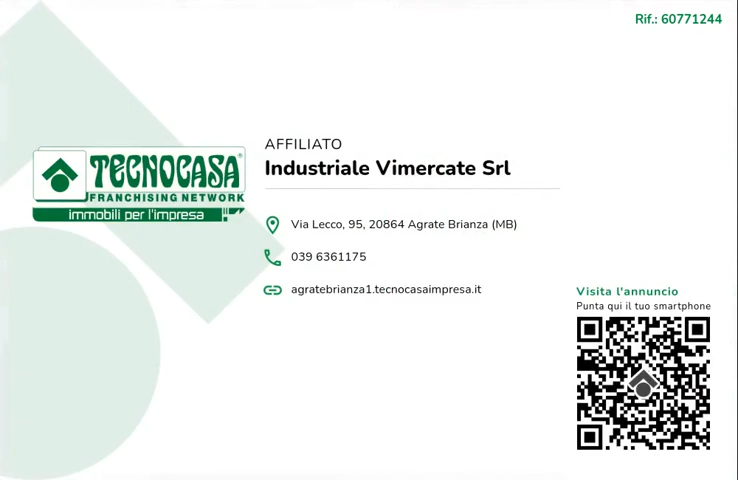 Rif.: 60771244
AFFILIATO
Industriale Vimercate Srl
TECNOCASA®
FRANCHISING NETWORK
immobili per l'impresa
Via Lecco, 95, 20864 Agrate Brianza (MB)
039 6361175
agratebrianza1.tecnocasaimpresa.it
Visita l'annuncio
Punta qui il tuo smartphone